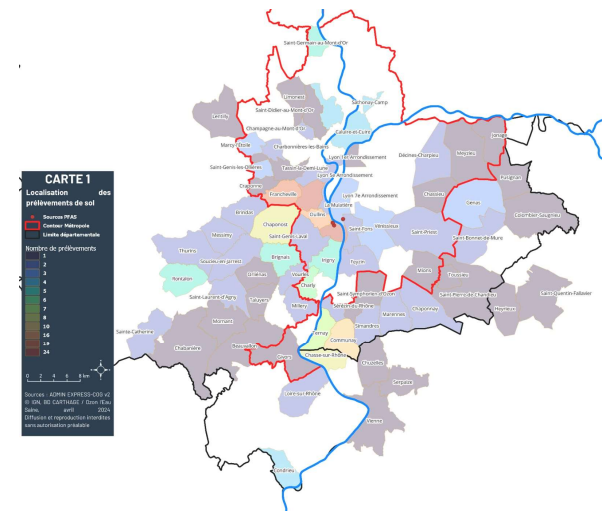 CARTE 1
Localisation des
prélèvements de sol
Sources PFAS
Contour Métropole
Limite départementale
Nombre de prélèvements
1
2
3
4
5
6
7
8
10
16
19
24
0 2 4 6 8 km
Sources : ADMIN EXPRESS-COG v2
© IGN, BD CARTHAGE / Ozon l'Eau
Saine, avril 2024
Diffusion et reproduction interdites
sans autorisation préalable
Saint-Germain-au-Mont-d'Or
Limonest
Sathonay-Camp
Lentilly
Saint-Didier-au-Mont-d'Or
Champagne-au-Mont-d'Or
Caluire-et-Cuire
Jonage
Marcy-l'Étoile
Charbonnières-les-Bains
Lyon 1er Arrondissement
Décines-Charpieu
Meyzieu
Saint-Genis-les-Ollières
Tassin-la-Demi-Lune
Lyon 5e Arrondissement
Pusignan
Craponne
Francheville
Lyon 7e Arrondissement
Chassieu
La Mulatière
Genas
Brindas
Chaponost
Oullins
Colombier-Saugnieu
Saint-Fons
Vénissieux
Messimy
Saint-Genis-Laval
Saint-Priest
Saint-Bonnet-de-Mure
Thurins
Brignais
Irigny
Feyzin
Soucieu-en-Jarrest
Vourles
Mions
Toussieu
Rontalon
Orliénas
Charly
Saint-Symphorien-d'Ozon
Saint-Pierre-de-Chandieu
Saint-Quentin-Fallavier
Saint-Laurent-d'Agny
Taluyers
Millery
Sérézin-du-Rhône
Chaponnay
Heyrieux
Marennes
Mornant
Simandres
Sainte-Catherine
Ternay
Communay
Chabanière
Beauvallon
Givors
Chasse-sur-Rhône
Chuzelles
Serpaize
Loire-sur-Rhône
Vienne
Condrieu